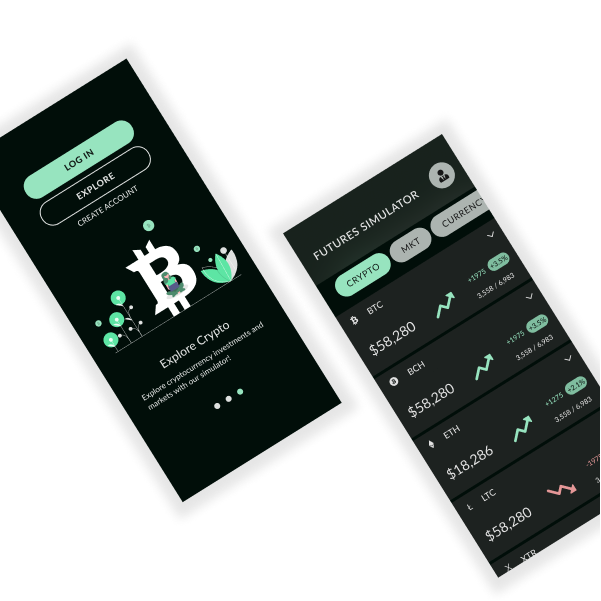 LOG IN
EXPLORE
CREATE ACCOUNT
Explore Crypto
Explore cryptocurrency investments and
markets with our simulator!
FUTURES SIMULATOR
CRYPTO
MKT
CURRENCY
BTC
$58,280
+1975
+3.5%
3,558 / 6,983
BCH
$58,280
+1975
+3.5%
3,558 / 6,983
ETH
$18,286
+1275
+2.1%
3,558 / 6,983
LTC
$58,280
XTR